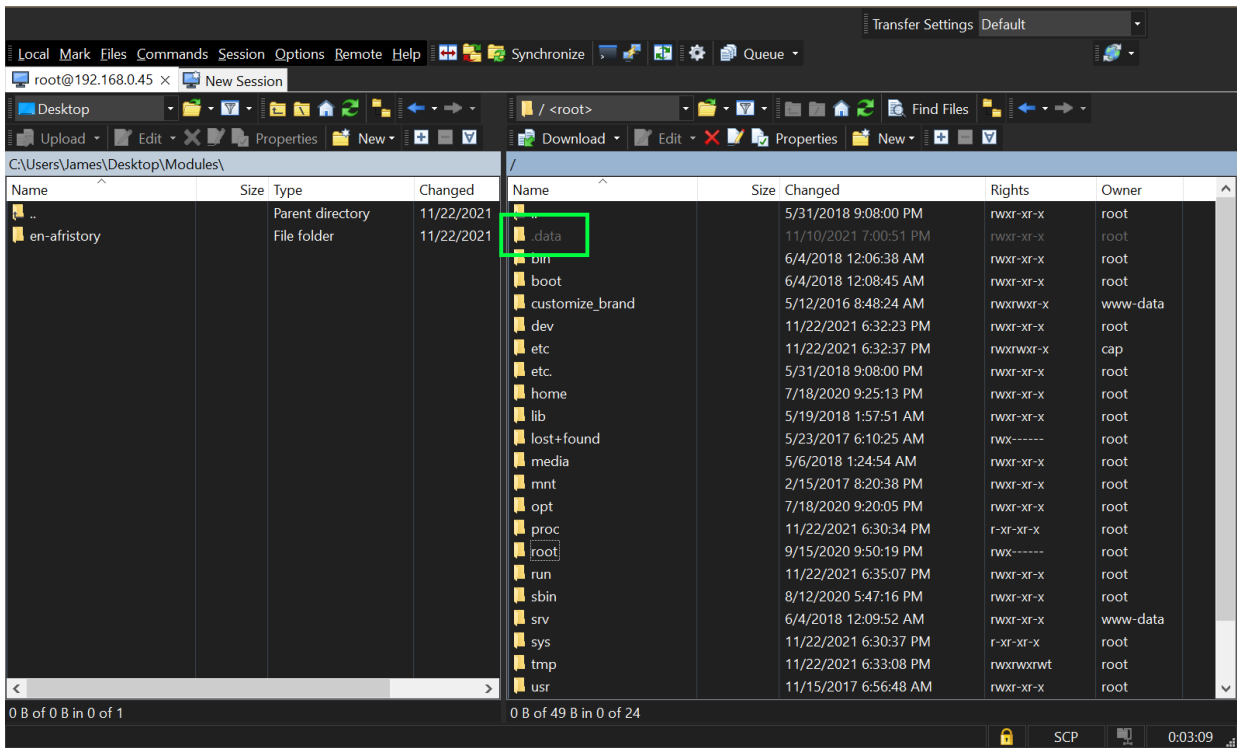 Transfer Settings Default
Local Mark Files Commands Session Options Remote Help Synchronize Queue
root@192.168.0.45 × New Session
Desktop / <root> Find Files
Upload Edit Properties New Download Edit Properties New
C:\Users\James\Desktop\Modules\ /
Name Size Type Changed Name Size Changed Rights Owner
.. Parent directory 11/22/2021 .. 5/31/2018 9:08:00 PM rwxr-xr-x root
en-afristory File folder 11/22/2021 .data 11/10/2021 7:00:51 PM rwxr-xr-x root
bin 6/4/2018 12:06:38 AM rwxr-xr-x root
boot 6/4/2018 12:08:45 AM rwxr-xr-x root
customize_brand 5/12/2016 8:48:24 AM rwxrwxr-x www-data
dev 11/22/2021 6:32:23 PM rwxr-xr-x root
etc 11/22/2021 6:32:37 PM rwxrwxr-x cap
etc. 5/31/2018 9:08:00 PM rwxr-xr-x root
home 7/18/2020 9:25:13 PM rwxr-xr-x root
lib 5/19/2018 1:57:51 AM rwxr-xr-x root
lost+found 5/23/2017 6:10:25 AM rwx------ root
media 5/6/2018 1:24:54 AM rwxr-xr-x root
mnt 2/15/2017 8:20:38 PM rwxr-xr-x root
opt 7/18/2020 9:20:05 PM rwxr-xr-x root
proc 11/22/2021 6:30:34 PM r-xr-xr-x root
root 9/15/2020 9:50:19 PM rwx------ root
run 11/22/2021 6:35:07 PM rwxr-xr-x root
sbin 8/12/2020 5:47:16 PM rwxr-xr-x root
srv 6/4/2018 12:09:52 AM rwxr-xr-x www-data
sys 11/22/2021 6:30:37 PM r-xr-xr-x root
tmp 11/22/2021 6:33:08 PM rwxrwxrwt root
usr 11/15/2017 6:56:48 AM rwxr-xr-x root
0 B of 0 B in 0 of 1 0 B of 49 B in 0 of 24
SCP 0:03:09